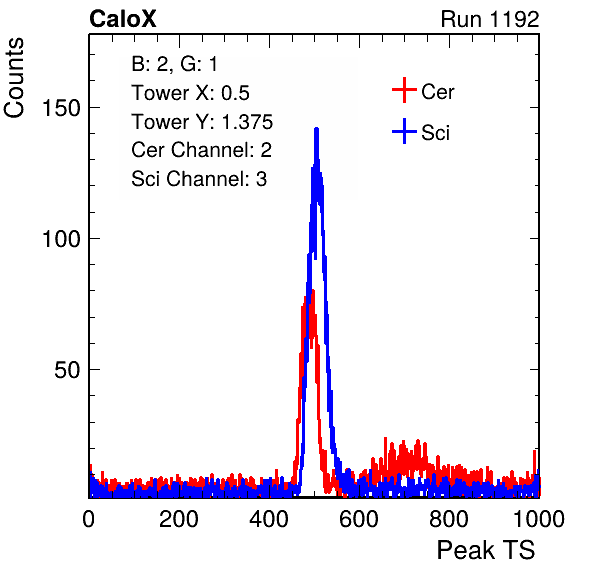 CaloX
Run 1192
Counts
B: 2, G: 1
Tower X: 0.5
Tower Y: 1.375
Cer Channel: 2
Sci Channel: 3
Cer
Sci
150
100
50
0 200 400 600 800 1000
Peak TS